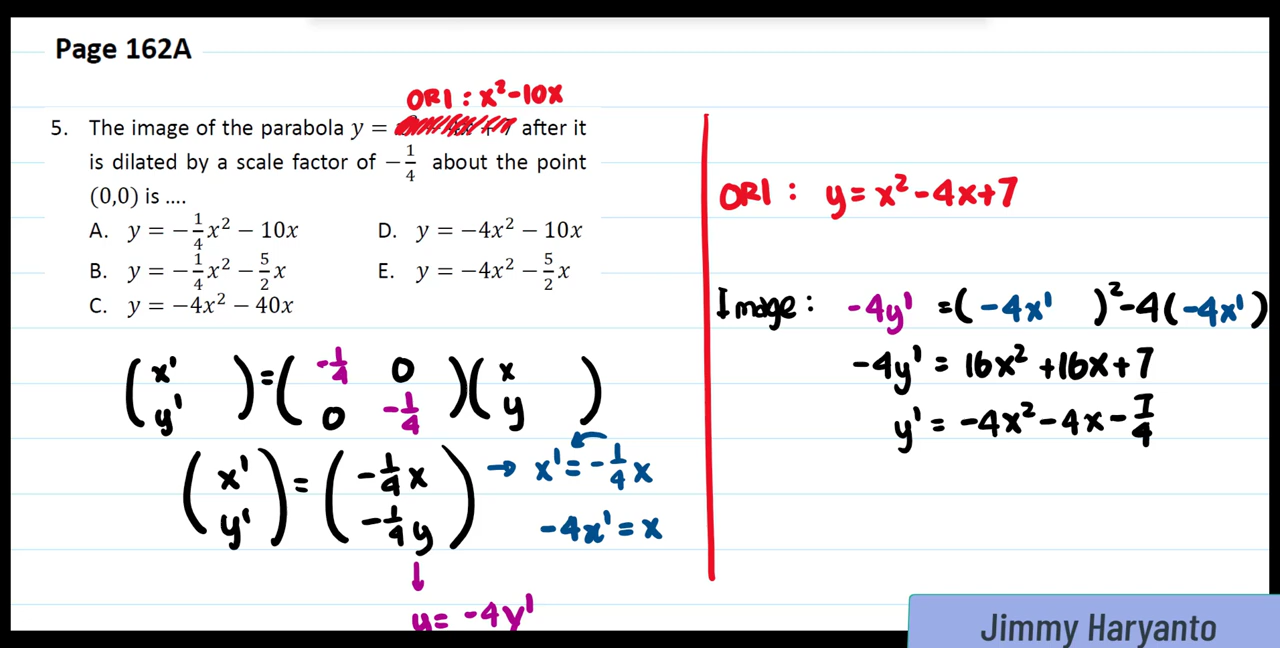 Page 162A
ORI : x² - 10x
5. The image of the parabola y = + 7 after it
is dilated by a scale factor of −1/4 about the point
(0,0) is ....
A. y = −1/4x² − 10x
D. y = −4x² − 10x
B. y = −1/4x² − 5/2x
E. y = −4x² − 5/2x
C. y = −4x² − 40x
(x' y') = (-1/4 0 0 -1/4)(x y)
(x' y') = (-1/4x -1/4y) → x' = -1/4x
-4x' = x
↓
y = -4y'
ORI : y = x² - 4x + 7
Image : -4y' = (-4x' )² - 4(-4x')
-4y' = 16x² + 16x + 7
y' = -4x² - 4x - 7/4
Jimmy Haryanto